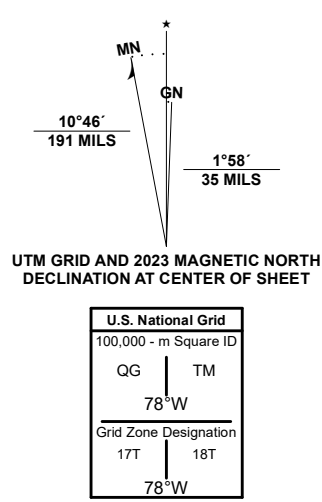 MN
GN
10°46´
191 MILS
1°58´
35 MILS
UTM GRID AND 2023 MAGNETIC NORTH
DECLINATION AT CENTER OF SHEET
U.S. National Grid
100,000 - m Square ID
QG TM
78°W
Grid Zone Designation
17T 18T
78°W